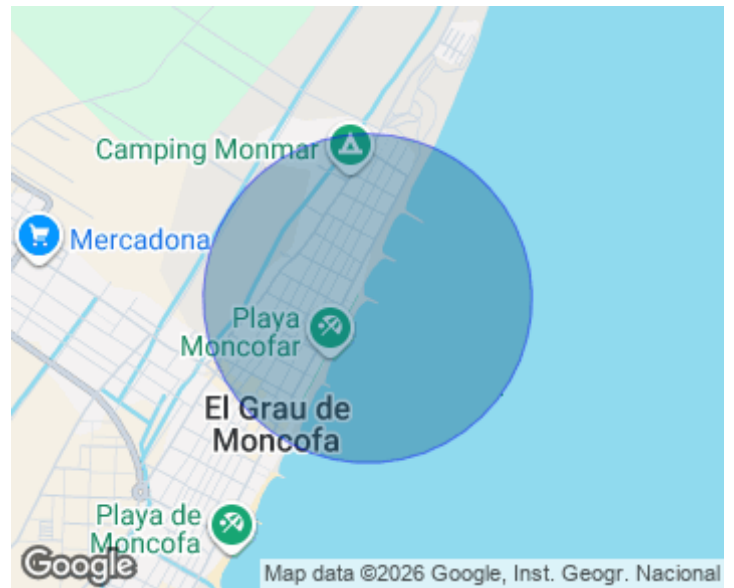 Camping Monmar
Mercadona
Playa
Moncofar
El Grau de
Moncofa
Playa de
Moncofa
Google
Map data ©2026 Google, Inst. Geogr. Nacional